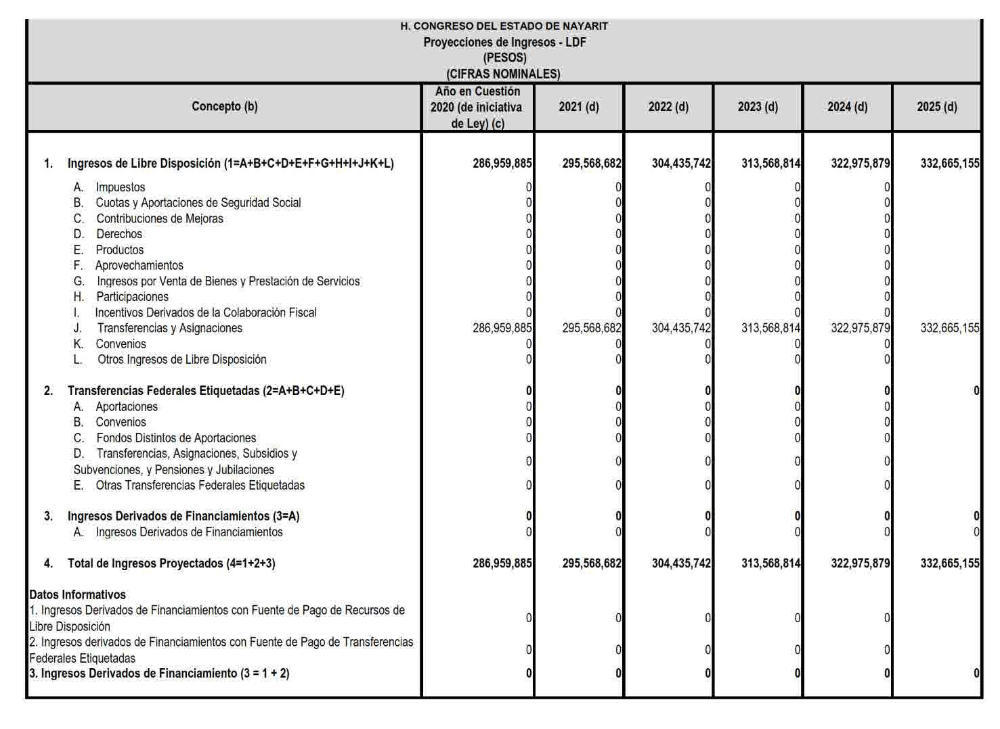 H. CONGRESO DEL ESTADO DE NAYARIT
Proyecciones de Ingresos - LDF
(PESOS)
(CIFRAS NOMINALES)
Concepto (b) Año en Cuestión 2020 (de iniciativa de Ley) (c) 2021 (d) 2022 (d) 2023 (d) 2024 (d) 2025 (d)
1. Ingresos de Libre Disposición (1=A+B+C+D+E+F+G+H+I+J+K+L) 286,959,885 295,568,682 304,435,742 313,568,814 322,975,879 332,665,155
A. Impuestos 0 0 0 0 0
B. Cuotas y Aportaciones de Seguridad Social 0 0 0 0 0
C. Contribuciones de Mejoras 0 0 0 0 0
D. Derechos 0 0 0 0 0
E. Productos 0 0 0 0 0
F. Aprovechamientos 0 0 0 0 0
G. Ingresos por Venta de Bienes y Prestación de Servicios 0 0 0 0 0
H. Participaciones 0 0 0 0 0
I. Incentivos Derivados de la Colaboración Fiscal 0 0 0 0 0
J. Transferencias y Asignaciones 286,959,885 295,568,682 304,435,742 313,568,814 322,975,879 332,665,155
K. Convenios 0 0 0 0 0
L. Otros Ingresos de Libre Disposición 0 0 0 0 0
2. Transferencias Federales Etiquetadas (2=A+B+C+D+E) 0 0 0 0 0 0
A. Aportaciones 0 0 0 0 0
B. Convenios 0 0 0 0 0
C. Fondos Distintos de Aportaciones 0 0 0 0 0
D. Transferencias, Asignaciones, Subsidios y
Subvenciones, y Pensiones y Jubilaciones 0 0 0 0 0
E. Otras Transferencias Federales Etiquetadas 0 0 0 0 0
3. Ingresos Derivados de Financiamientos (3=A) 0 0 0 0 0 0
A. Ingresos Derivados de Financiamientos 0 0 0 0 0 0
4. Total de Ingresos Proyectados (4=1+2+3) 286,959,885 295,568,682 304,435,742 313,568,814 322,975,879 332,665,155
Datos Informativos
1. Ingresos Derivados de Financiamientos con Fuente de Pago de Recursos de
Libre Disposición 0 0 0 0 0
2. Ingresos derivados de Financiamientos con Fuente de Pago de Transferencias
Federales Etiquetadas 0 0 0 0 0
3. Ingresos Derivados de Financiamiento (3 = 1 + 2) 0 0 0 0 0 0